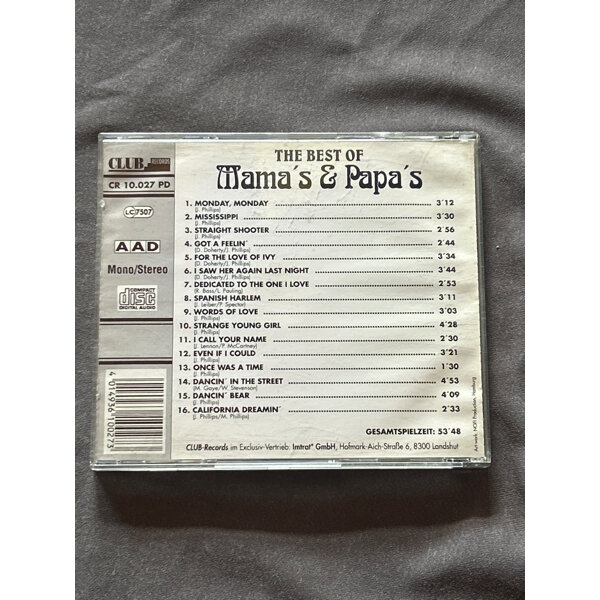 CLUB RECORDS
CR 10.027 PD
LC 7507
AAD
Mono/Stereo
COMPACT
disc
DIGITAL AUDIO
4 014936 100273
THE BEST OF
Mama's & Papa's
1. MONDAY, MONDAY 3'12
(J. Phillips)
2. MISSISSIPPI 3'30
(J. Phillips)
3. STRAIGHT SHOOTER 2'56
(J. Phillips)
4. GOT A FEELIN' 2'44
(D. Doherty/J. Phillips)
5. FOR THE LOVE OF IVY 3'34
(D. Doherty/J. Phillips)
6. I SAW HER AGAIN LAST NIGHT 3'44
(D. Doherty/J. Phillips)
7. DEDICATED TO THE ONE I LOVE 2'53
(R. Bass/L. Pauling)
8. SPANISH HARLEM 3'11
(J. Leiber/P. Spector)
9. WORDS OF LOVE 3'03
(J. Phillips)
10. STRANGE YOUNG GIRL 4'28
(J. Phillips)
11. I CALL YOUR NAME 2'30
(J. Lennon/P. McCartney)
12. EVEN IF I COULD 3'21
(J. Phillips)
13. ONCE WAS A TIME 1'30
(J. Phillips)
14. DANCIN' IN THE STREET 4'53
(M. Gaye/W. Stevenson)
15. DANCIN' BEAR 4'09
(J. Phillips)
16. CALIFORNIA DREAMIN' 2'33
(J. Phillips/M. Phillips)
GESAMTSPIELZEIT: 53'48
CLUB-Records im Exclusiv-Vertrieb: Imtrat® GmbH, Hofmark-Aich-Straße 6, 8300 Landshut